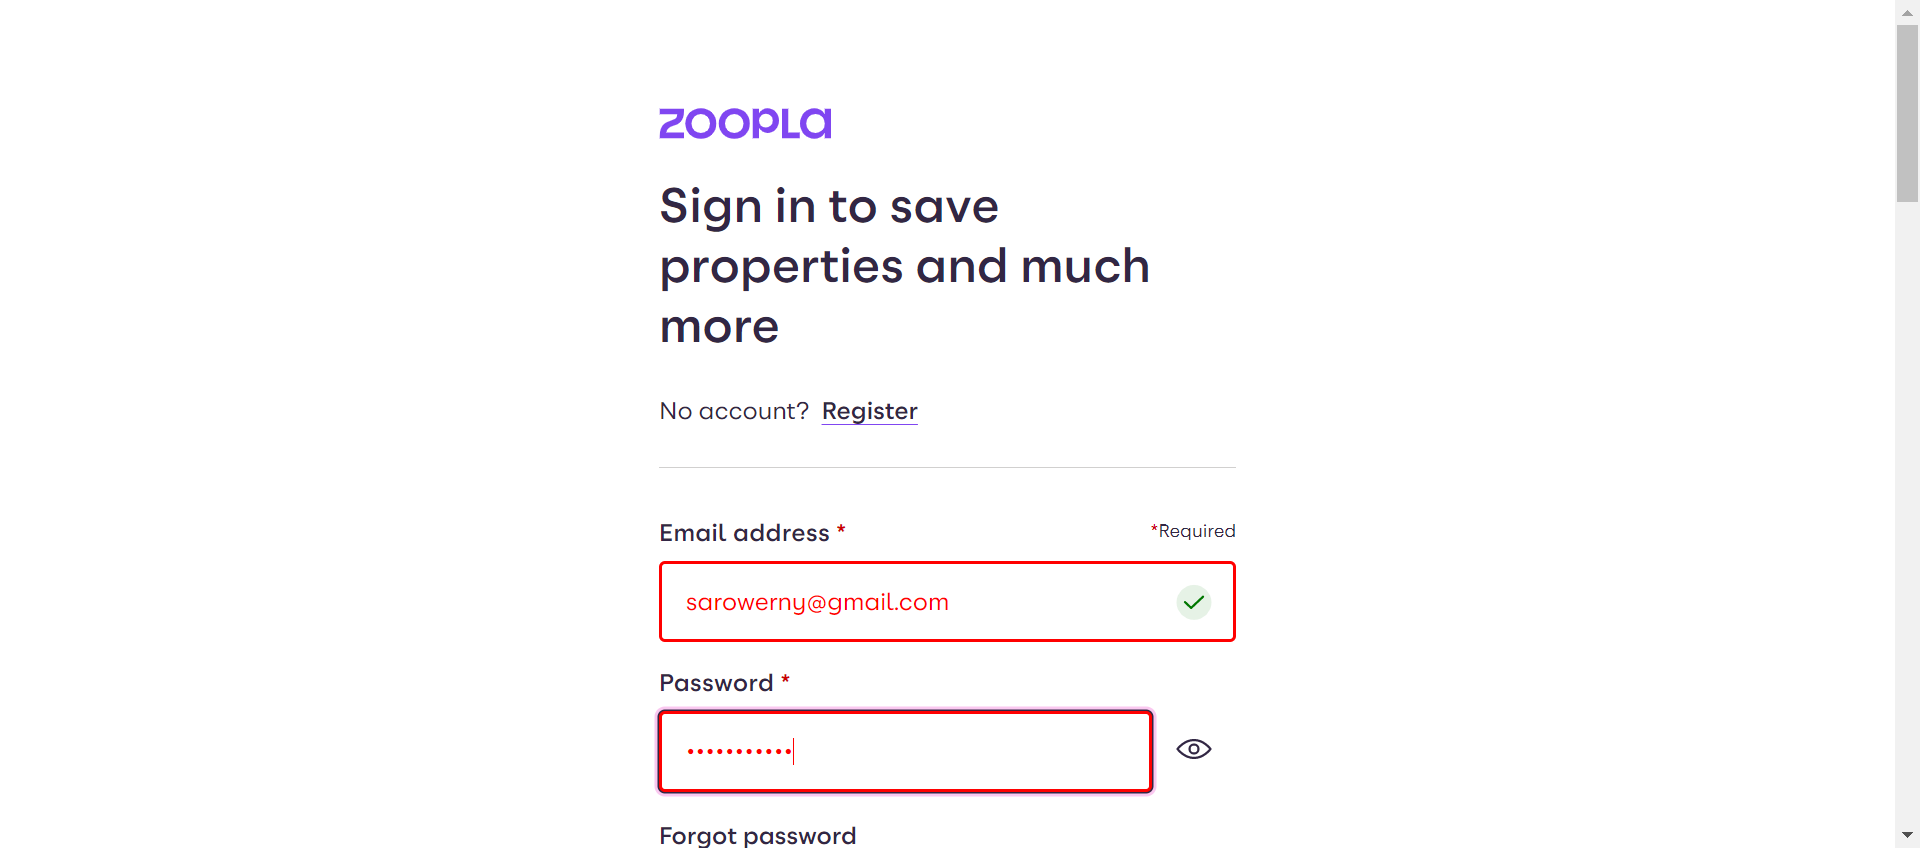 zoopla
Sign in to save
properties and much
more
No account? Register
Email address * *Required
sarowerny@gmail.com
Password *
•••••••••••
Forgot password